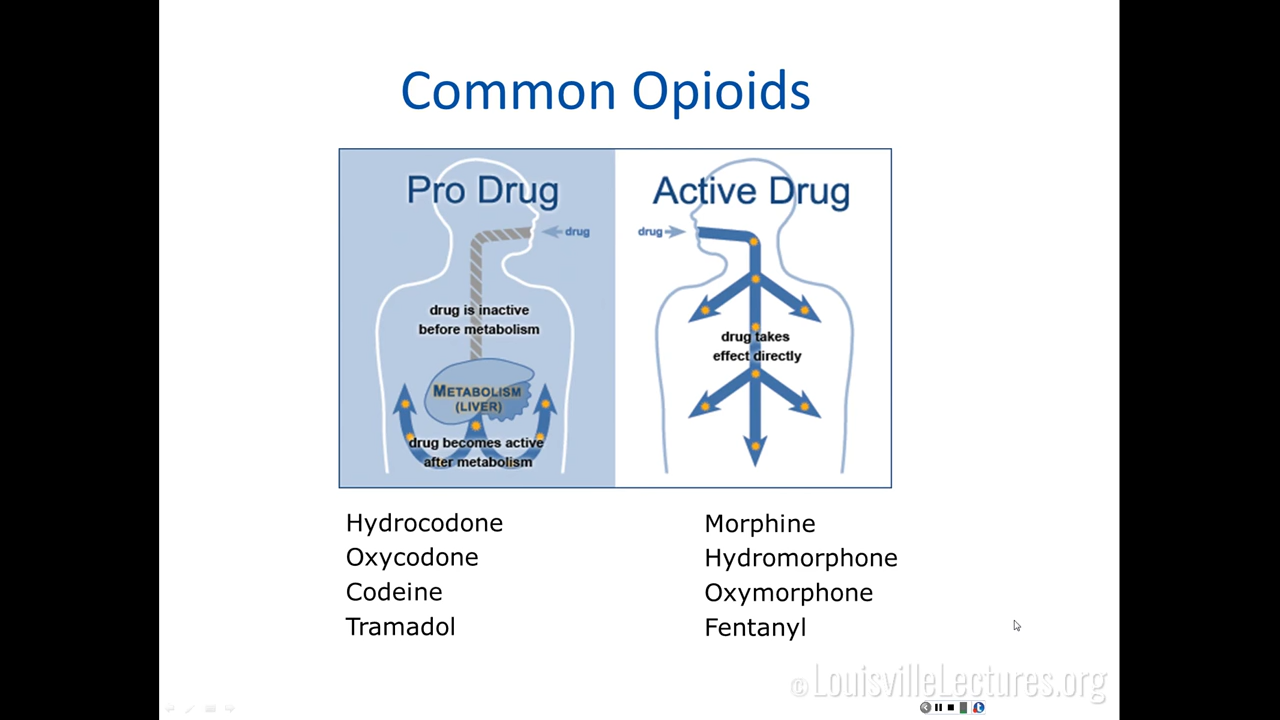 Common Opioids
Pro Drug
drug
drug is inactive
before metabolism
METABOLISM
(LIVER)
drug becomes active
after metabolism
Active Drug
drug
drug takes
effect directly
Hydrocodone
Oxycodone
Codeine
Tramadol
Morphine
Hydromorphone
Oxymorphone
Fentanyl
© LouisvilleLectures.org